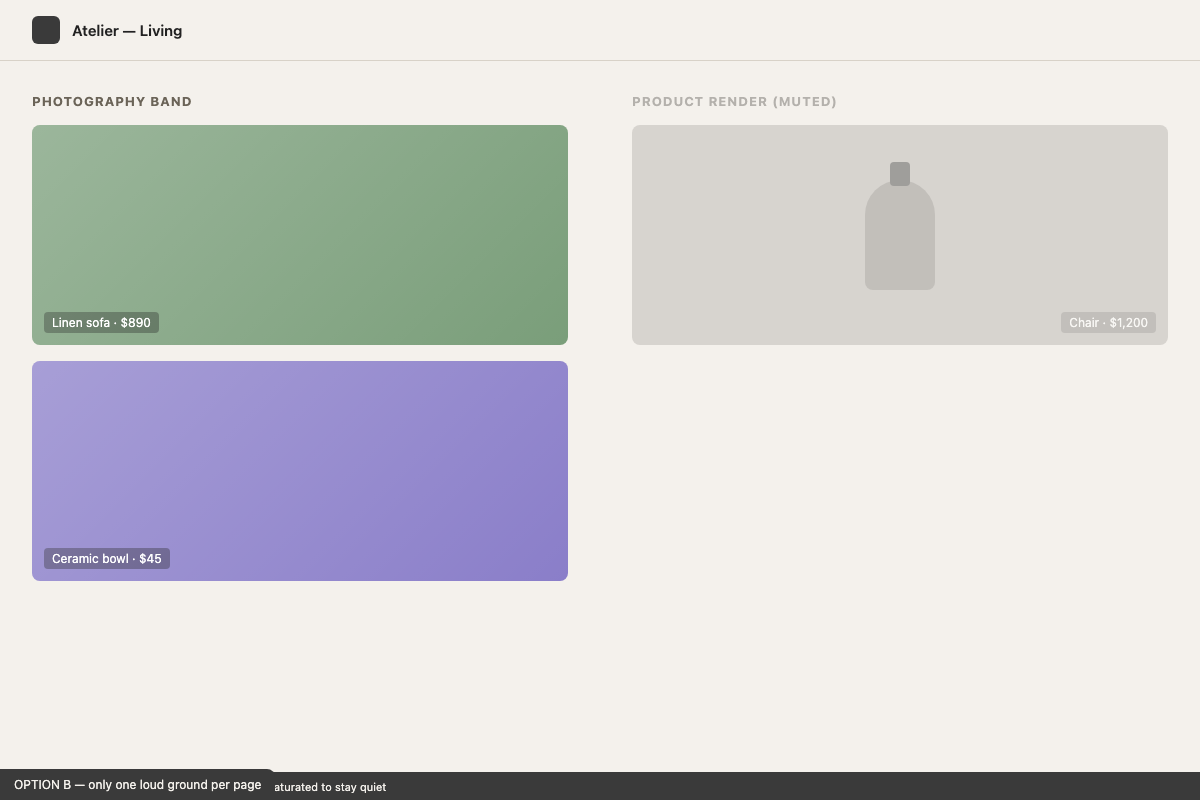 Atelier — Living
PHOTOGRAPHY BAND
Linen sofa · $890
Ceramic bowl · $45
PRODUCT RENDER (MUTED)
Chair · $1,200
OPTION B — only one loud ground per page
aturated to stay quiet